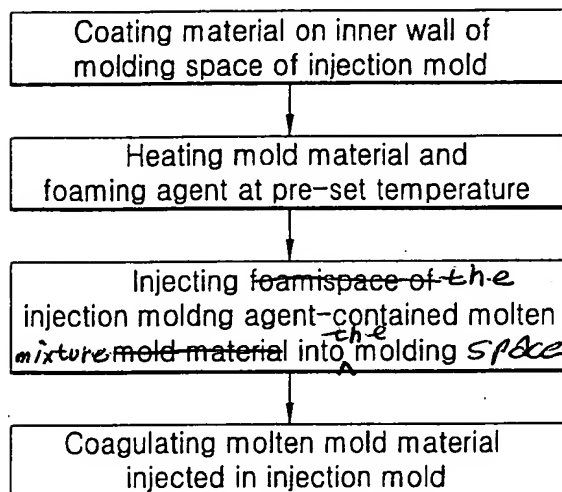 Coating material on inner wall of
molding space of injection mold
Heating mold material and
foaming agent at pre-set temperature
Injecting foamispace of the
injection moldng agent-contained molten
mixture mold material into the molding space
Coagulating molten mold material
injected in injection mold